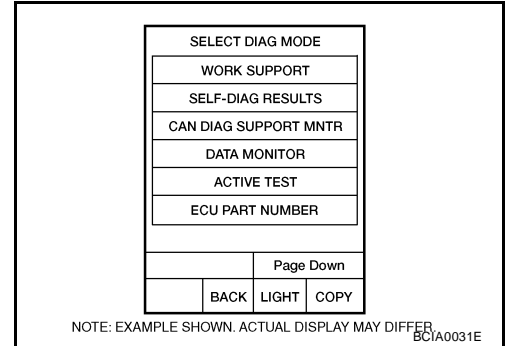 SELECT DIAG MODE
WORK SUPPORT
SELF-DIAG RESULTS
CAN DIAG SUPPORT MNTR
DATA MONITOR
ACTIVE TEST
ECU PART NUMBER
Page Down
BACK LIGHT COPY
NOTE: EXAMPLE SHOWN. ACTUAL DISPLAY MAY DIFFER.
BCIA0031E